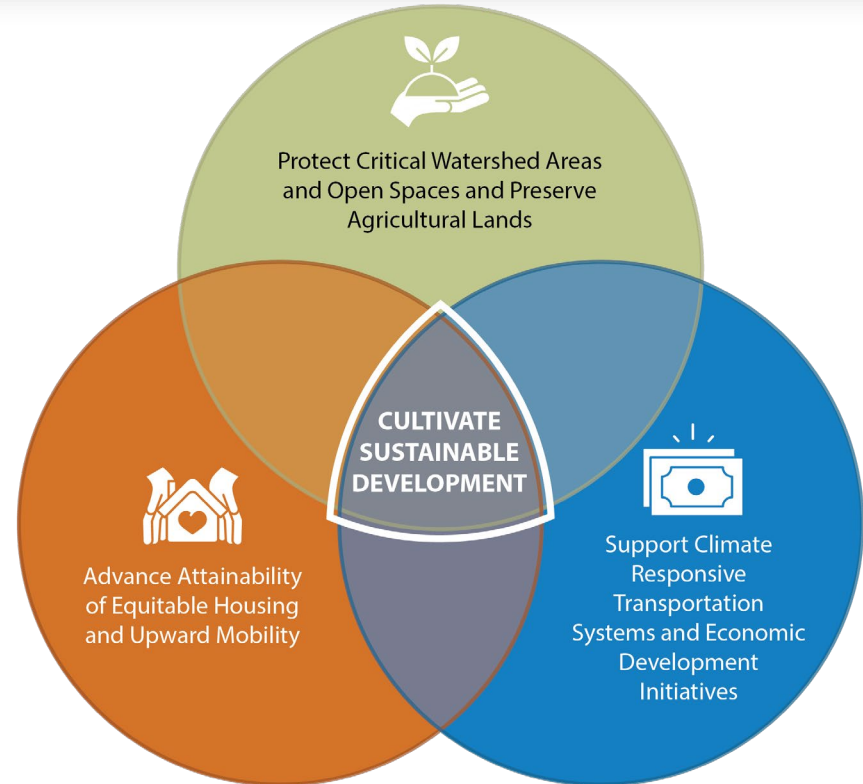 Protect Critical Watershed Areas
and Open Spaces and Preserve
Agricultural Lands
CULTIVATE
SUSTAINABLE
DEVELOPMENT
Advance Attainability
of Equitable Housing
and Upward Mobility
Support Climate
Responsive
Transportation
Systems and Economic
Development
Initiatives